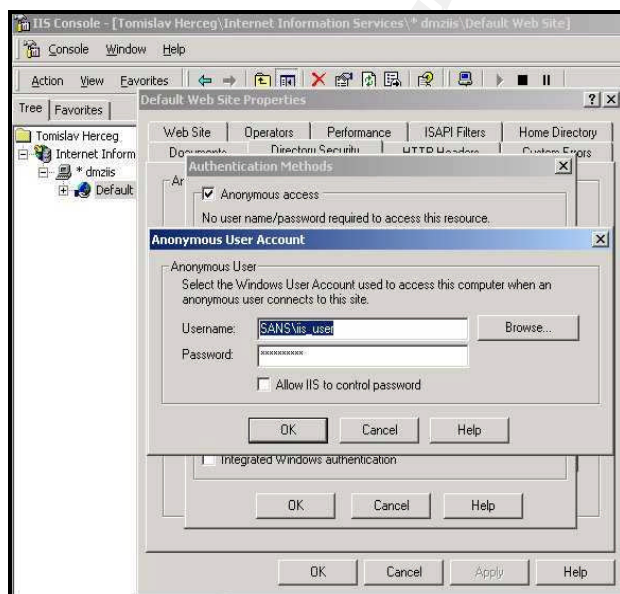 IIS Console - [Tomislav Herceg\Internet Information Services\* dmziis\Default Web Site]
Console Window Help
Action View Favorites
Tree Favorites
Tomislav Herceg
Internet Inform
* dmziis
Default
Default Web Site Properties
Web Site Operators Performance ISAPI Filters Home Directory
Documents Directory Security HTTP Headers Custom Errors
Authentication Methods
Anonymous access
No user name/password required to access this resource.
Anonymous User Account
Anonymous User
Select the Windows User Account used to access this computer when an
anonymous user connects to this site.
Username: SANS\iis_user Browse...
Password: xxxxxxxxxx
Allow IIS to control password
OK Cancel Help
Integrated Windows authentication
OK Cancel Help
OK Cancel Apply Help